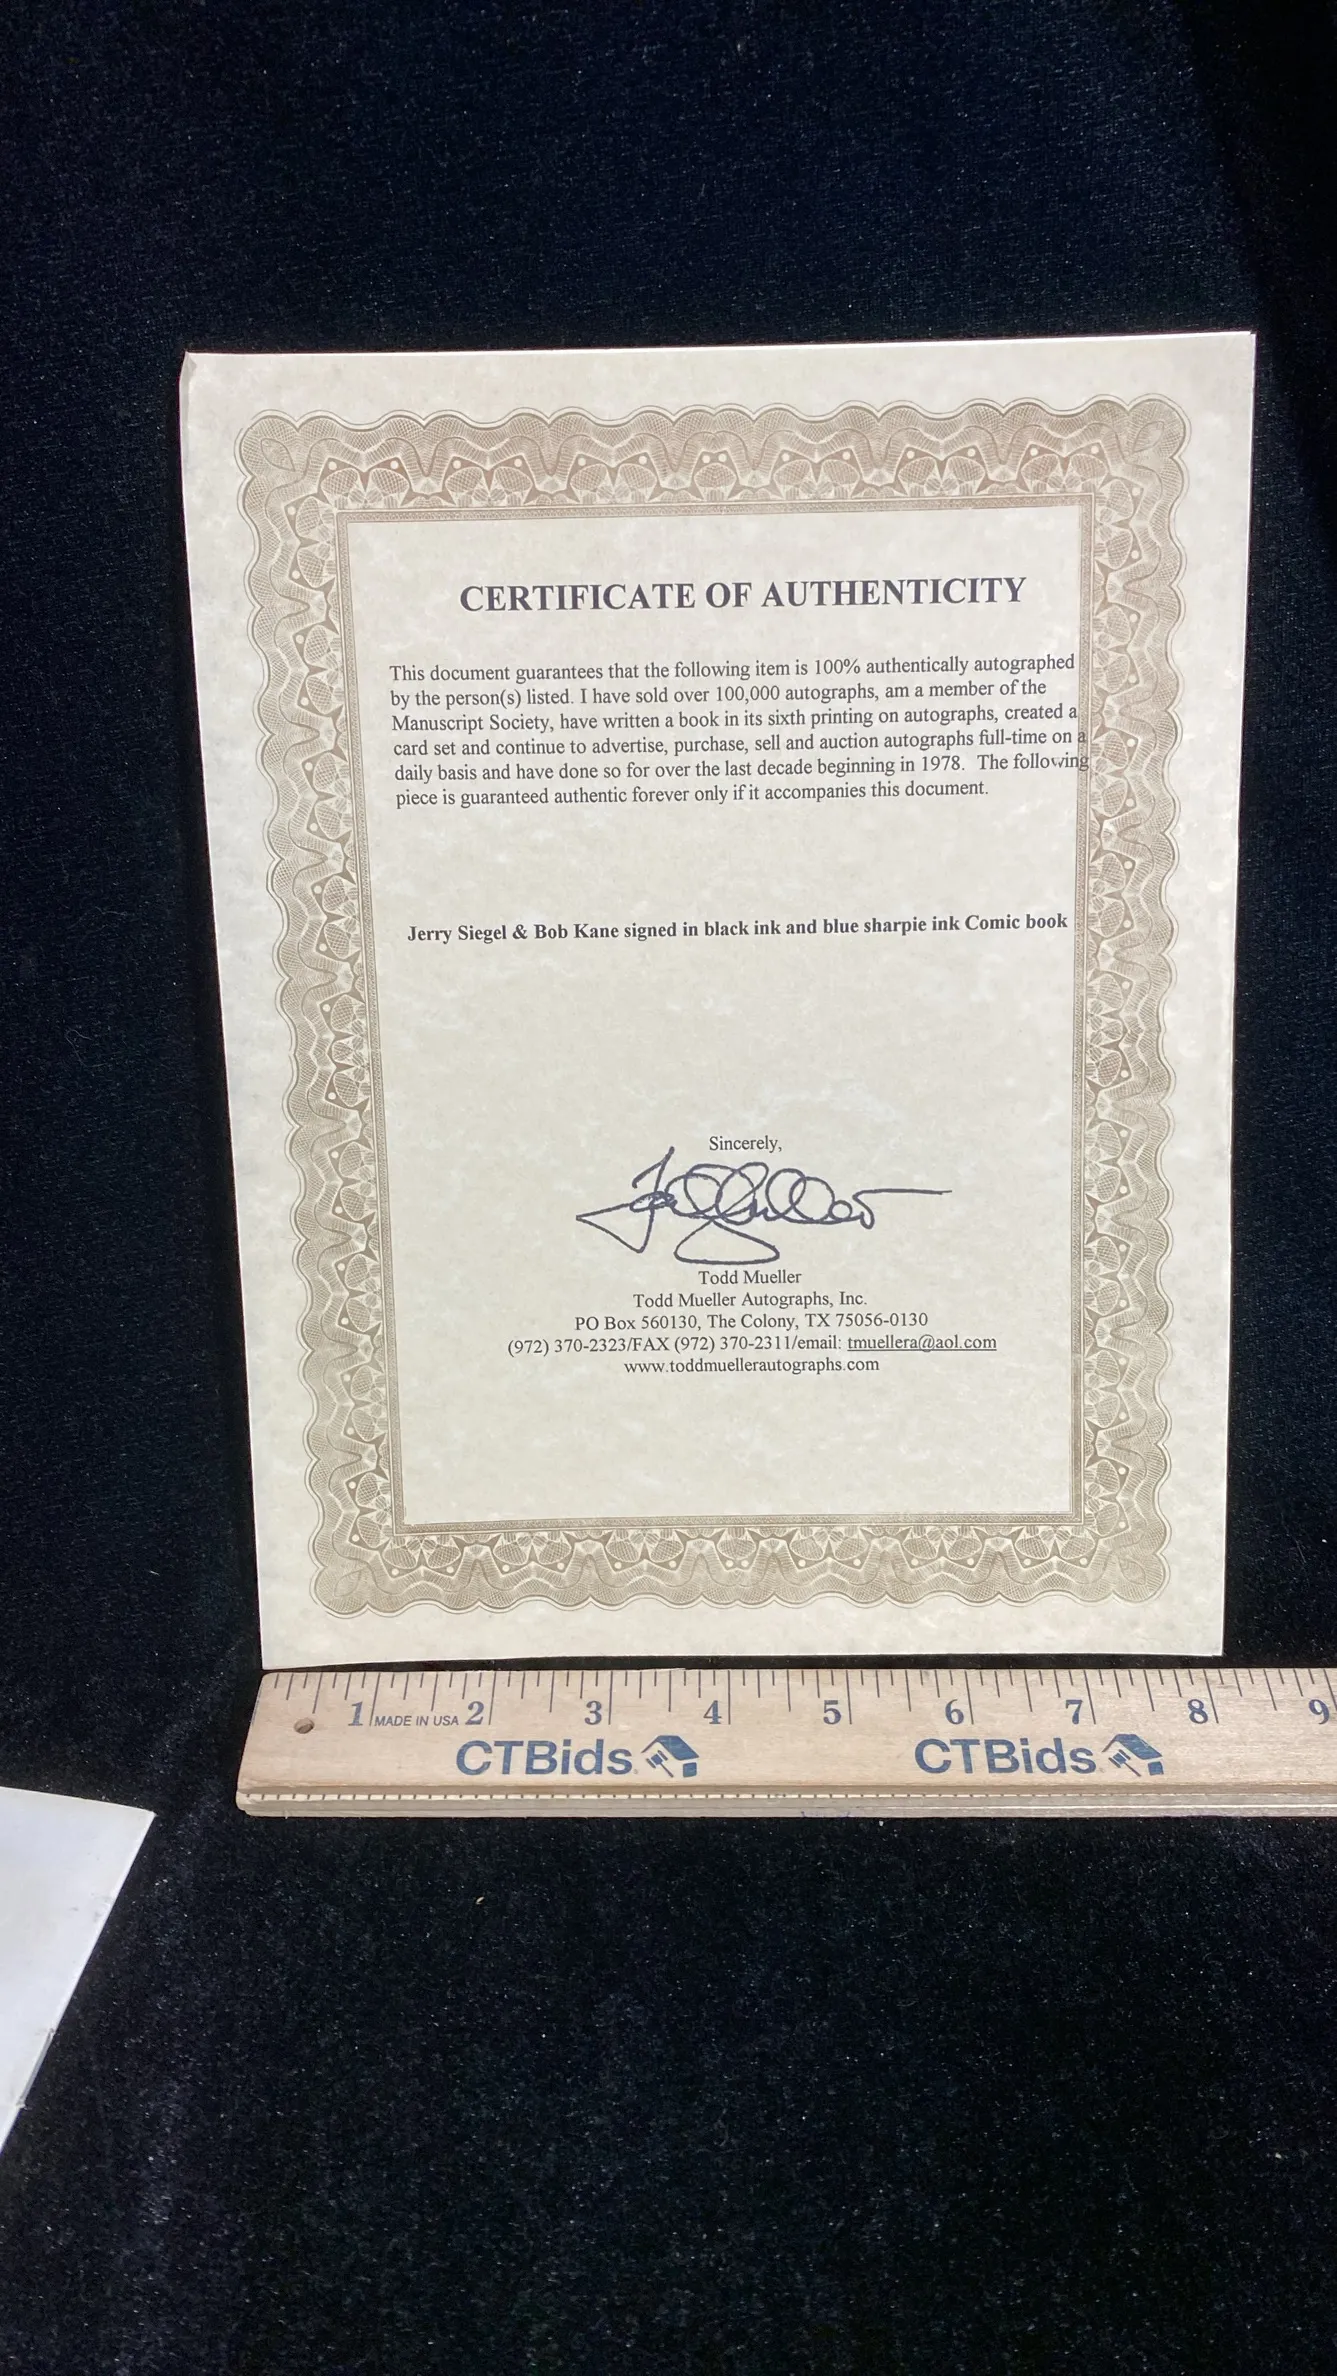 CERTIFICATE OF AUTHENTICITY
This document guarantees that the following item is 100% authentically autographed
by the person(s) listed. I have sold over 100,000 autographs, am a member of the
Manuscript Society, have written a book in its sixth printing on autographs, created a
card set and continue to advertise, purchase, sell and auction autographs full-time on a
daily basis and have done so for over the last decade beginning in 1978. The following
piece is guaranteed authentic forever only if it accompanies this document.
Jerry Siegel & Bob Kane signed in black ink and blue sharpie ink Comic book
Sincerely,
Todd Mueller
Todd Mueller
Todd Mueller Autographs, Inc.
PO Box 560130, The Colony, TX 75056-0130
(972) 370-2323/FAX (972) 370-2311/email: tmuellera@aol.com
www.toddmuellerautographs.com
1 MADE IN USA 2 3 4 5 6 7 8 9
CTBids CTBids